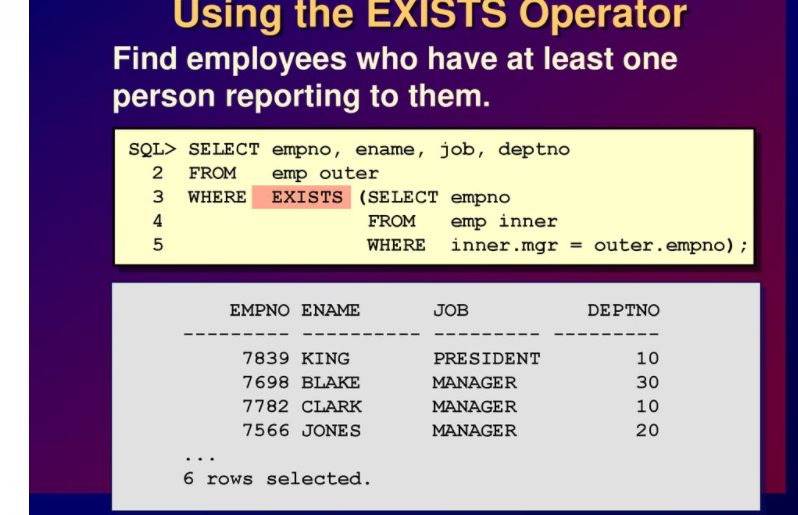 Using the EXISTS Operator
Find employees who have at least one
person reporting to them.
SQL> SELECT empno, ename, job, deptno
2 FROM emp outer
3 WHERE EXISTS (SELECT empno
4 FROM emp inner
5 WHERE inner.mgr = outer.empno);
EMPNO ENAME JOB DEPTNO
--------- ---------- --------- ---------
7839 KING PRESIDENT 10
7698 BLAKE MANAGER 30
7782 CLARK MANAGER 10
7566 JONES MANAGER 20
...
6 rows selected.